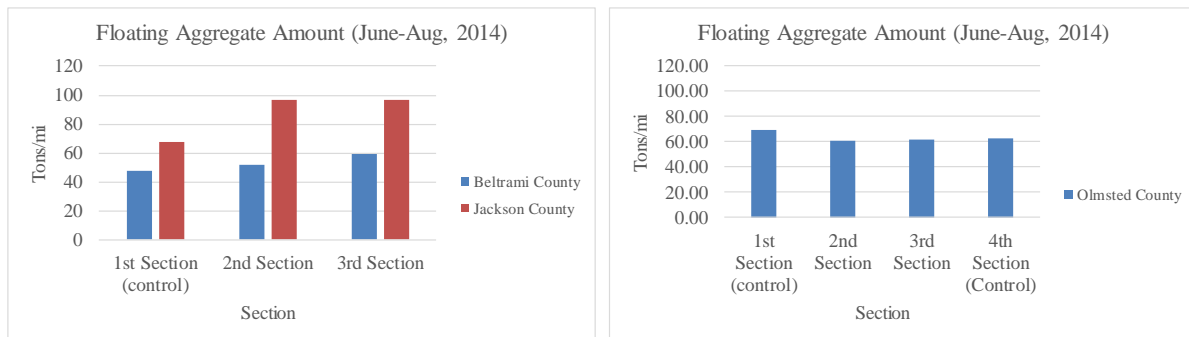 Floating Aggregate Amount (June-Aug, 2014)
120
100
80
60
40
20
0
Tons/mi
1st Section
(control)
2nd Section
3rd Section
Section
Beltrami County
Jackson County
Floating Aggregate Amount (June-Aug, 2014)
120.00
100.00
80.00
60.00
40.00
20.00
0.00
Tons/mi
1st
Section
(control)
2nd
Section
3rd
Section
4th
Section
(Control)
Section
Olmsted County